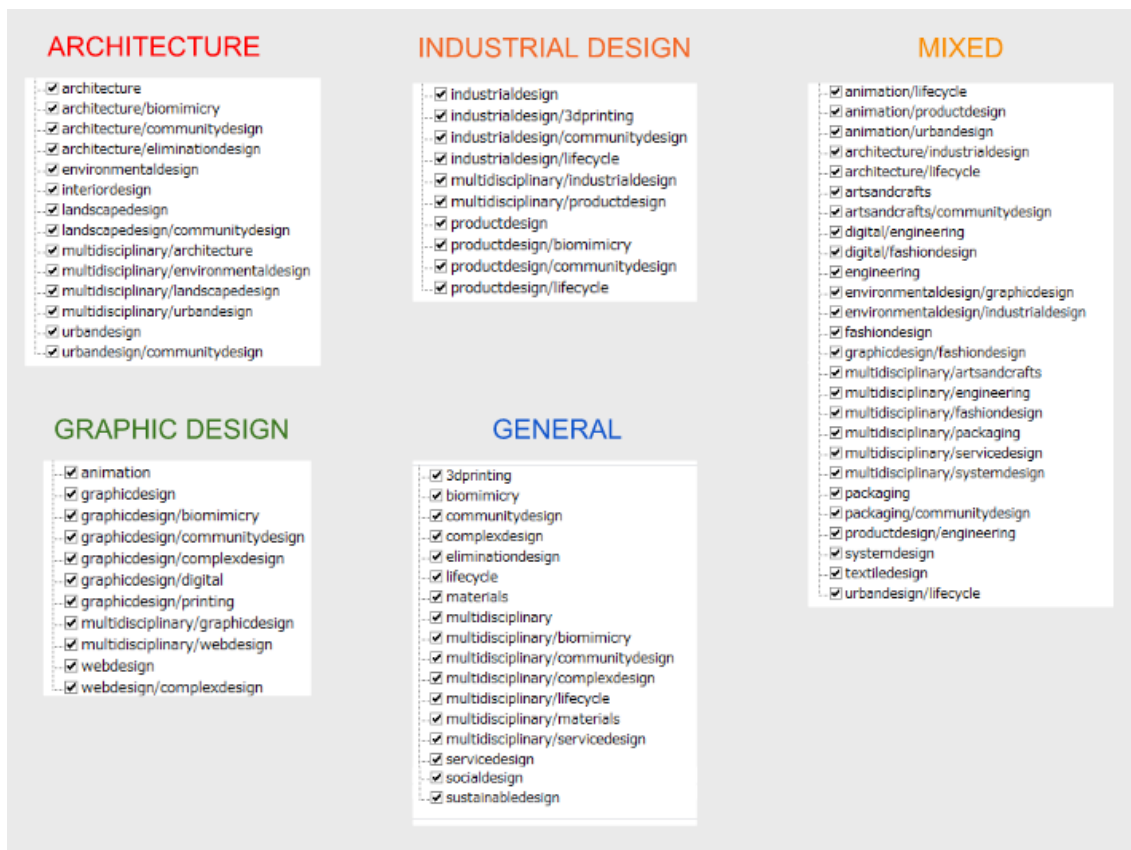 ARCHITECTURE
architecture
architecture/biomimicry
architecture/communitydesign
architecture/eliminationdesign
environmentaldesign
interiordesign
landscapedesign
landscapedesign/communitydesign
multidisciplinary/architecture
multidisciplinary/environmentaldesign
multidisciplinary/landscapedesign
multidisciplinary/urbandesign
urbandesign
urbandesign/communitydesign
INDUSTRIAL DESIGN
industrialdesign
industrialdesign/3dprinting
industrialdesign/communitydesign
industrialdesign/lifecycle
multidisciplinary/industrialdesign
multidisciplinary/productdesign
productdesign
productdesign/biomimicry
productdesign/communitydesign
productdesign/lifecycle
MIXED
animation/lifecycle
animation/productdesign
animation/urbandesign
architecture/industrialdesign
architecture/lifecycle
artsandcrafts
artsandcrafts/communitydesign
digital/engineering
digital/fashiondesign
engineering
environmentaldesign/graphicdesign
environmentaldesign/industrialdesign
fashiondesign
graphicdesign/fashiondesign
multidisciplinary/artsandcrafts
multidisciplinary/engineering
multidisciplinary/fashiondesign
multidisciplinary/packaging
multidisciplinary/servicedesign
multidisciplinary/systemdesign
packaging
packaging/communitydesign
productdesign/engineering
systemdesign
textiledesign
urbandesign/lifecycle
GRAPHIC DESIGN
animation
graphicdesign
graphicdesign/biomimicry
graphicdesign/communitydesign
graphicdesign/complexdesign
graphicdesign/digital
graphicdesign/printing
multidisciplinary/graphicdesign
multidisciplinary/webdesign
webdesign
webdesign/complexdesign
GENERAL
3dprinting
biomimicry
communitydesign
complexdesign
eliminationdesign
lifecycle
materials
multidisciplinary
multidisciplinary/biomimicry
multidisciplinary/communitydesign
multidisciplinary/complexdesign
multidisciplinary/lifecycle
multidisciplinary/materials
multidisciplinary/servicedesign
servicedesign
socialdesign
sustainabledesign